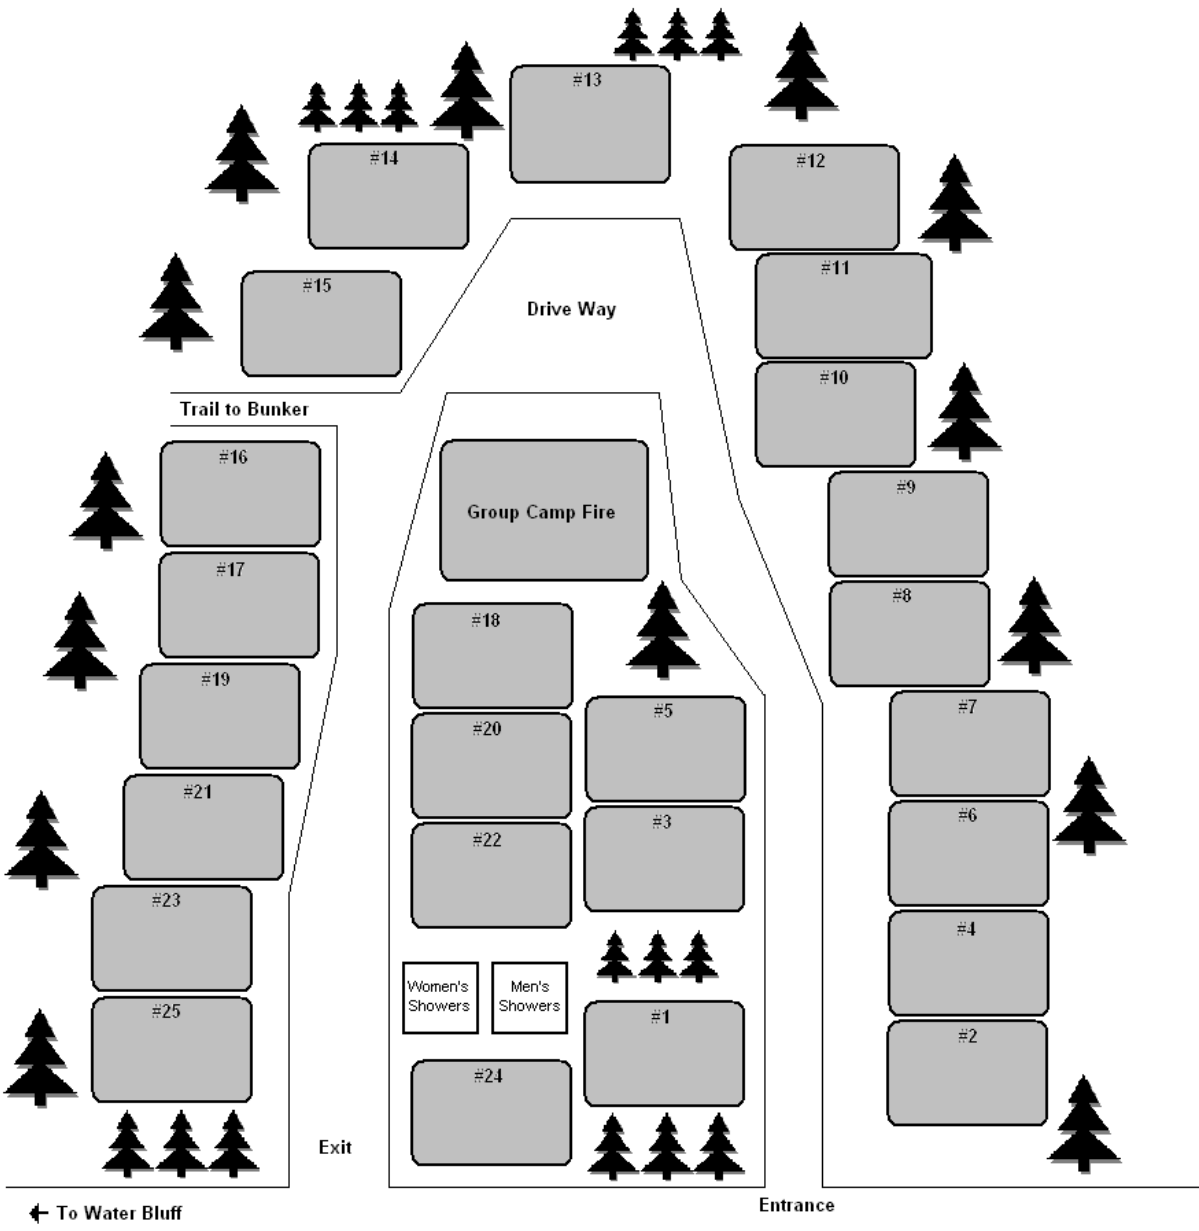 #13
#14
#12
#11
#15
Drive Way
#10
Trail to Bunker
#16
#9
Group Camp Fire
#17
#8
#18
#19
#7
#5
#20
#21
#6
#3
#22
#23
#4
Women's
Showers
Men's
Showers
#25
#1
#2
#24
Exit
Entrance
To Water Bluff